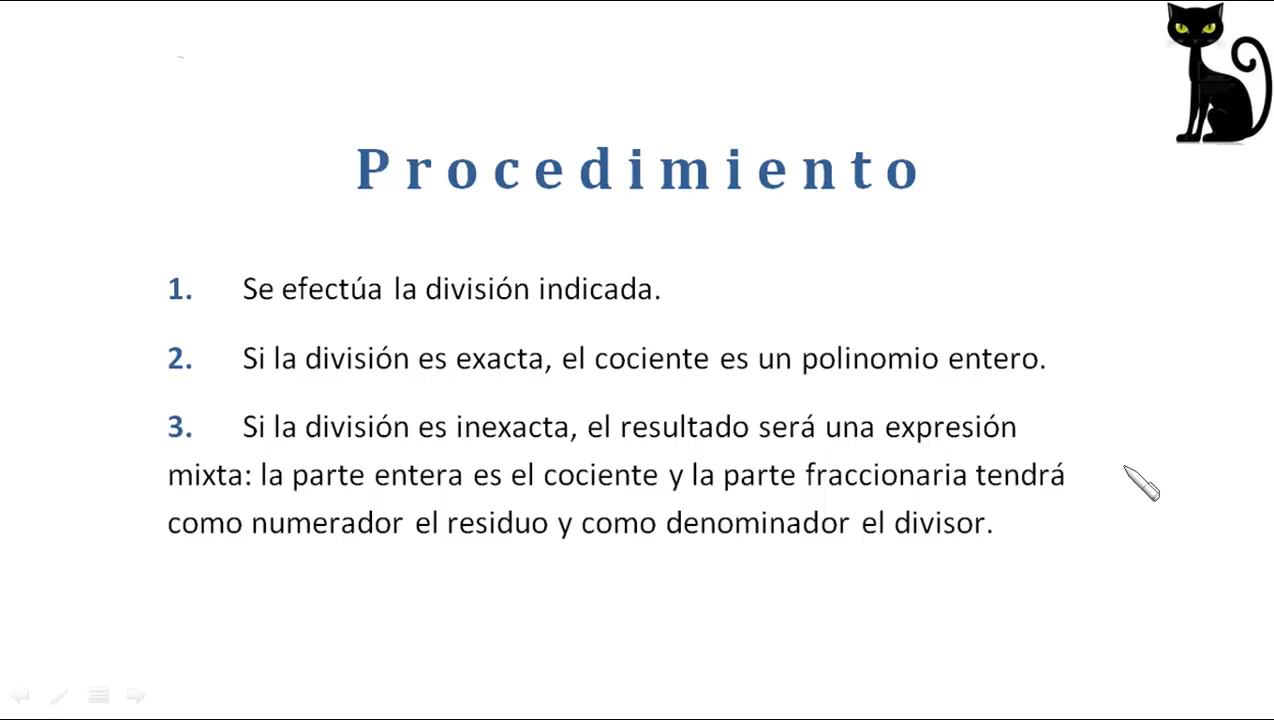 Procedimiento
1. Se efectúa la división indicada.
2. Si la división es exacta, el cociente es un polinomio entero.
3. Si la división es inexacta, el resultado será una expresión
mixta: la parte entera es el cociente y la parte fraccionaria tendrá
como numerador el residuo y como denominador el divisor.